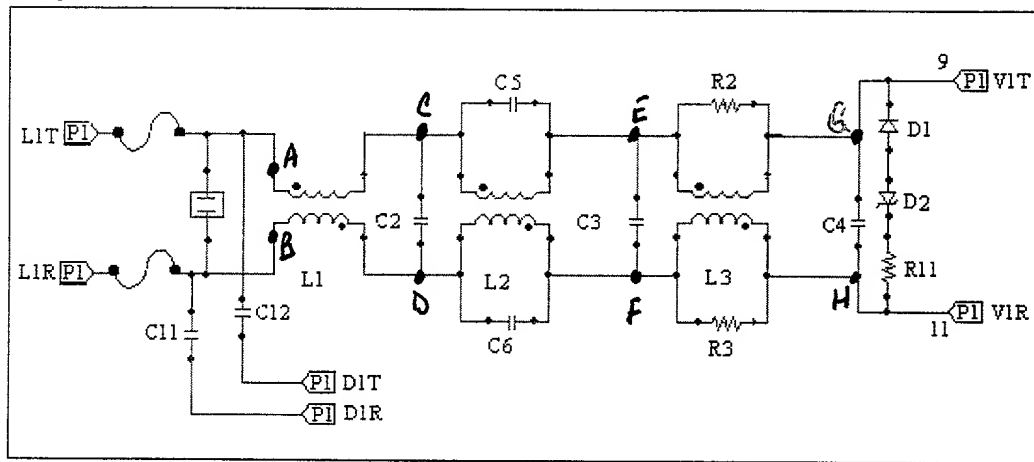 9
P1 V1T
C5
R2
C
E
G
D1
L1T P1
A
C2
C3
C4
D2
B
L1R P1
L1
D
L2
F
L3
H
R11
C11
C12
C6
R3
11
P1 V1R
P1 D1T
P1 D1R